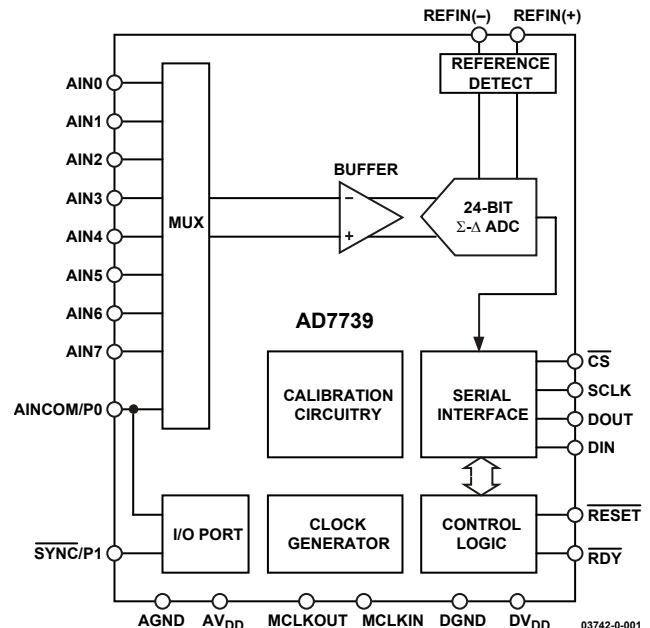 REFIN(–) REFIN(+)
REFERENCE
DETECT
AIN0
AIN1
AIN2
AIN3
AIN4
AIN5
AIN6
AIN7
AINCOM/P0
SYNC/P1
MUX
BUFFER
–
+
24-BIT
Σ-Δ ADC
AD7739
CALIBRATION
CIRCUITRY
SERIAL
INTERFACE
CS
SCLK
DOUT
DIN
I/O PORT
CLOCK
GENERATOR
CONTROL
LOGIC
RESET
RDY
AGND AVDD MCLKOUT MCLKIN DGND DVDD
03742-0-001